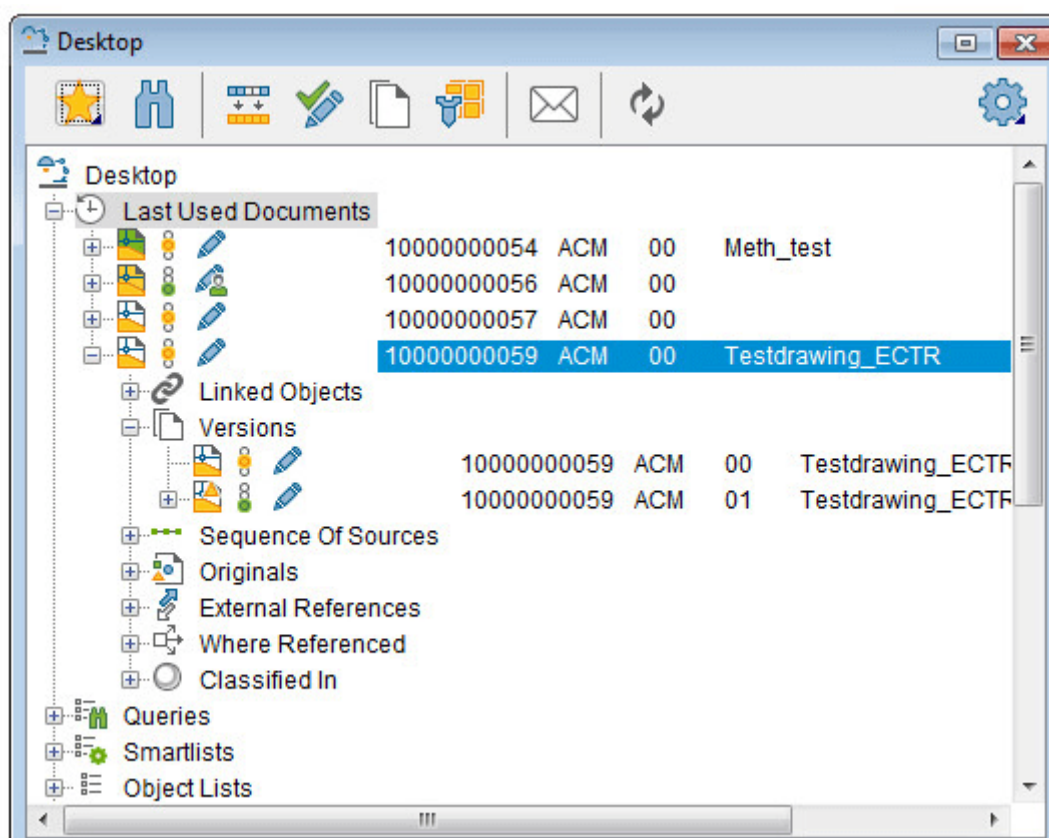 Desktop
Desktop
Last Used Documents
10000000054 ACM 00 Meth_test
10000000056 ACM 00
10000000057 ACM 00
10000000059 ACM 00 Testdrawing_ECTR
Linked Objects
Versions
10000000059 ACM 00 Testdrawing_ECTR
10000000059 ACM 01 Testdrawing_ECTR
Sequence Of Sources
Originals
External References
Where Referenced
Classified In
Queries
Smartlists
Object Lists